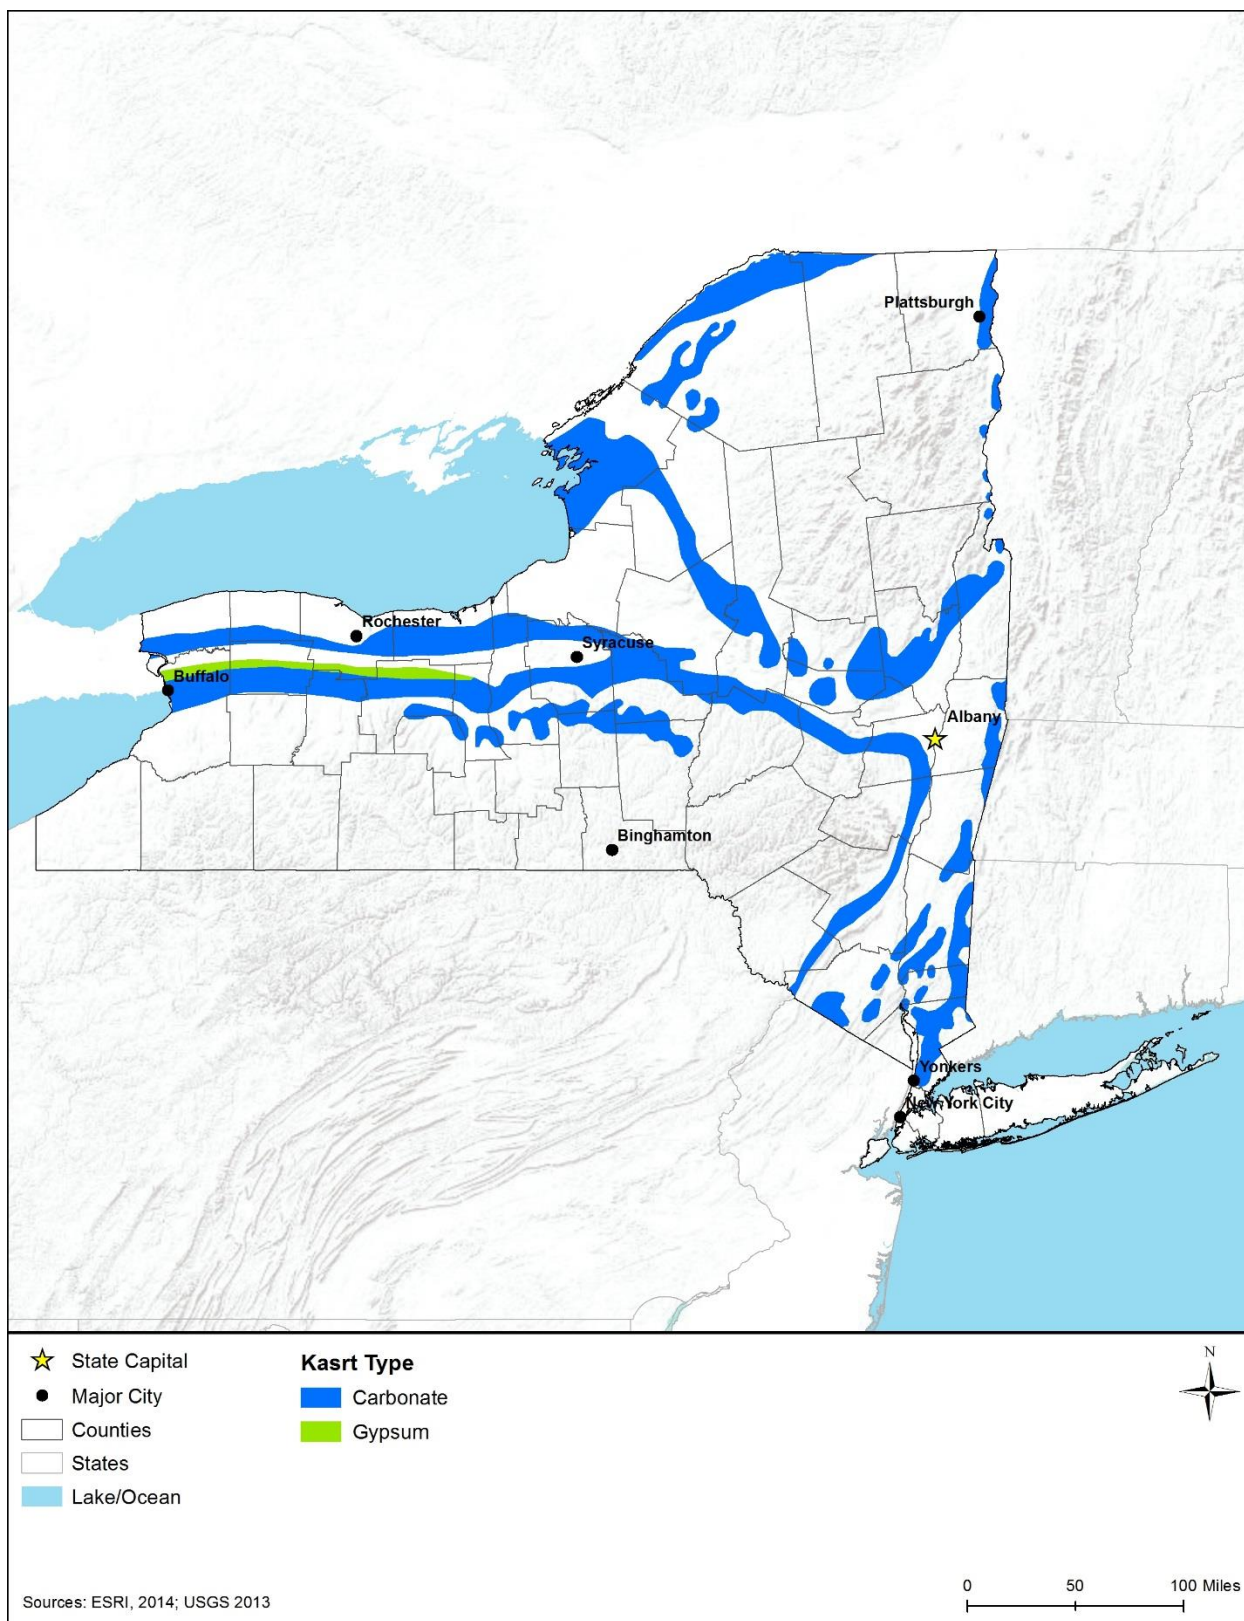 Plattsburgh
Rochester
Syracuse
Buffalo
Albany
Binghamton
Yonkers
New York City
State Capital
Major City
Counties
States
Lake/Ocean
Kasrt Type
Carbonate
Gypsum
N
Sources: ESRI, 2014; USGS 2013
0 50 100 Miles